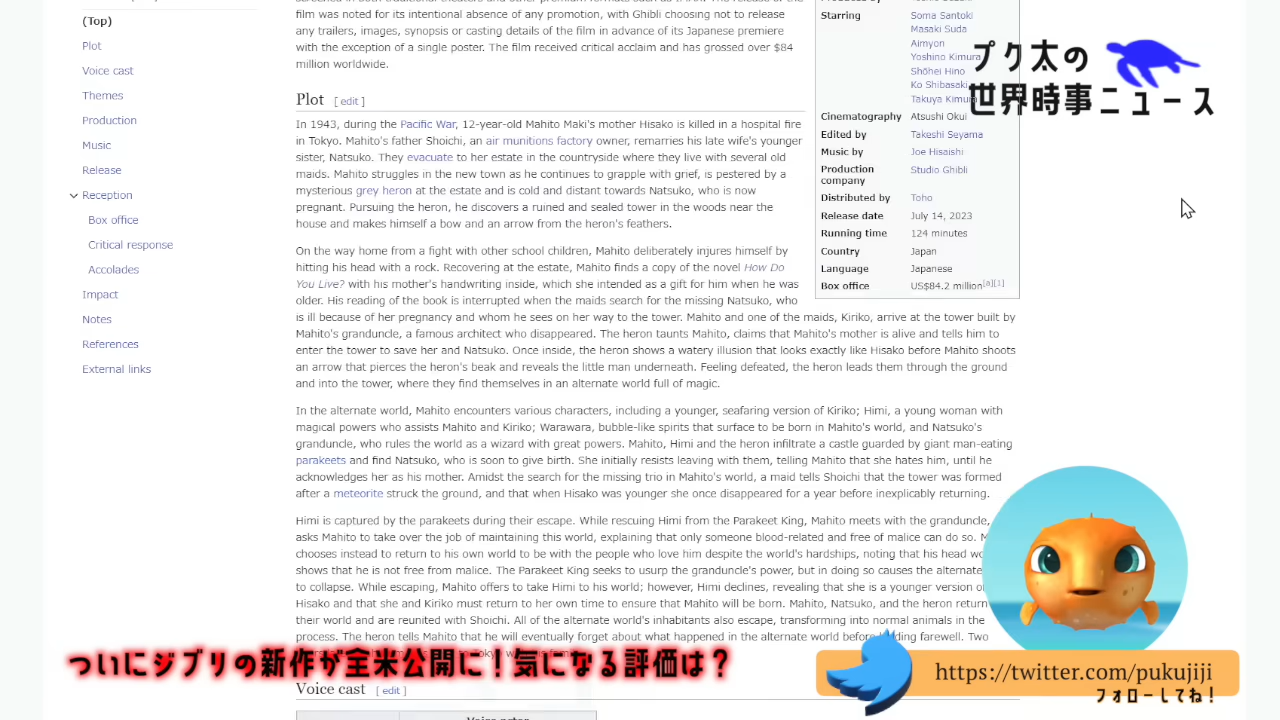 film was noted for its intentional absence of any promotion, with Ghibli choosing not to release
any trailers, images, synopsis or casting details of the film in advance of its Japanese premiere
with the exception of a single poster. The film received critical acclaim and has grossed over $84
million worldwide.
(Top)
Plot
Voice cast
Themes
Production
Music
Release
Reception
Box office
Critical response
Accolades
Impact
Notes
References
External links
Plot [ edit ]
In 1943, during the Pacific War, 12-year-old Mahito Maki's mother Hisako is killed in a hospital fire
in Tokyo. Mahito's father Shoichi, an air munitions factory owner, remarries his late wife's younger
sister, Natsuko. They evacuate to her estate in the countryside where they live with several old
maids. Mahito struggles in the new town as he continues to grapple with grief, is pestered by a
mysterious grey heron at the estate and is cold and distant towards Natsuko, who is now
pregnant. Pursuing the heron, he discovers a ruined and sealed tower in the woods near the
house and makes himself a bow and an arrow from the heron's feathers.
On the way home from a fight with other school children, Mahito deliberately injures himself by
hitting his head with a rock. Recovering at the estate, Mahito finds a copy of the novel How Do
You Live? with his mother's handwriting inside, which she intended as a gift for him when he was
older. His reading of the book is interrupted when the maids search for the missing Natsuko, who
is ill because of her pregnancy and whom he sees on her way to the tower. Mahito and one of the maids, Kiriko, arrive at the tower built by
Mahito's granduncle, a famous architect who disappeared. The heron taunts Mahito, claims that Mahito's mother is alive and tells him to
enter the tower to save her and Natsuko. Once inside, the heron shows a watery illusion that looks exactly like Hisako before Mahito shoots
an arrow that pierces the heron's beak and reveals the little man underneath. Feeling defeated, the heron leads them through the ground
and into the tower, where they find themselves in an alternate world full of magic.
In the alternate world, Mahito encounters various characters, including a younger, seafaring version of Kiriko; Himi, a young woman with
magical powers who assists Mahito and Kiriko; Warawara, bubble-like spirits that surface to be born in Mahito's world, and Natsuko's
granduncle, who rules the world as a wizard with great powers. Mahito, Himi and the heron infiltrate a castle guarded by giant man-eating
parakeets and find Natsuko, who is soon to give birth. She initially resists leaving with them, telling Mahito that she hates him, until he
acknowledges her as his mother. Amidst the search for the missing trio in Mahito's world, a maid tells Shoichi that the tower was formed
after a meteorite struck the ground, and that when Hisako was younger she once disappeared for a year before inexplicably returning.
Himi is captured by the parakeets during their escape. While rescuing Himi from the Parakeet King, Mahito meets with the granduncle,
asks Mahito to take over the job of maintaining this world, explaining that only someone blood-related and free of malice can do so. M
chooses instead to return to his own world to be with the people who love him despite the world's hardships, noting that his head wo
shows that he is not free from malice. The Parakeet King seeks to usurp the granduncle's power, but in doing so causes the alternate
to collapse. While escaping, Mahito offers to take Himi to his world; however, Himi declines, revealing that she is a younger version o
Hisako and that she and Kiriko must return to her own time to ensure that Mahito will be born. Mahito, Natsuko, and the heron return
their world and are reunited with Shoichi. All of the alternate world's inhabitants also escape, transforming into normal animals in the
process. The heron tells Mahito that he will eventually forget about what happened in the alternate world before bidding farewell. Two
Voice cast [ edit ]
Voice actor
Starring
Soma Santoki
Masaki Suda
Aimyon
Yoshino Kimura
Shōhei Hino
Ko Shibasaki
Takuya Kimura
Cinematography Atsushi Okui
Edited by Takeshi Seyama
Music by Joe Hisaishi
Production company Studio Ghibli
Distributed by Toho
Release date July 14, 2023
Running time 124 minutes
Country Japan
Language Japanese
Box office US$84.2 million[a][1]
プク太の
世界時事ニュース
ついにジブリの新作が全米公開に！気になる評価は？
https://twitter.com/pukujiji
フォローしてね！